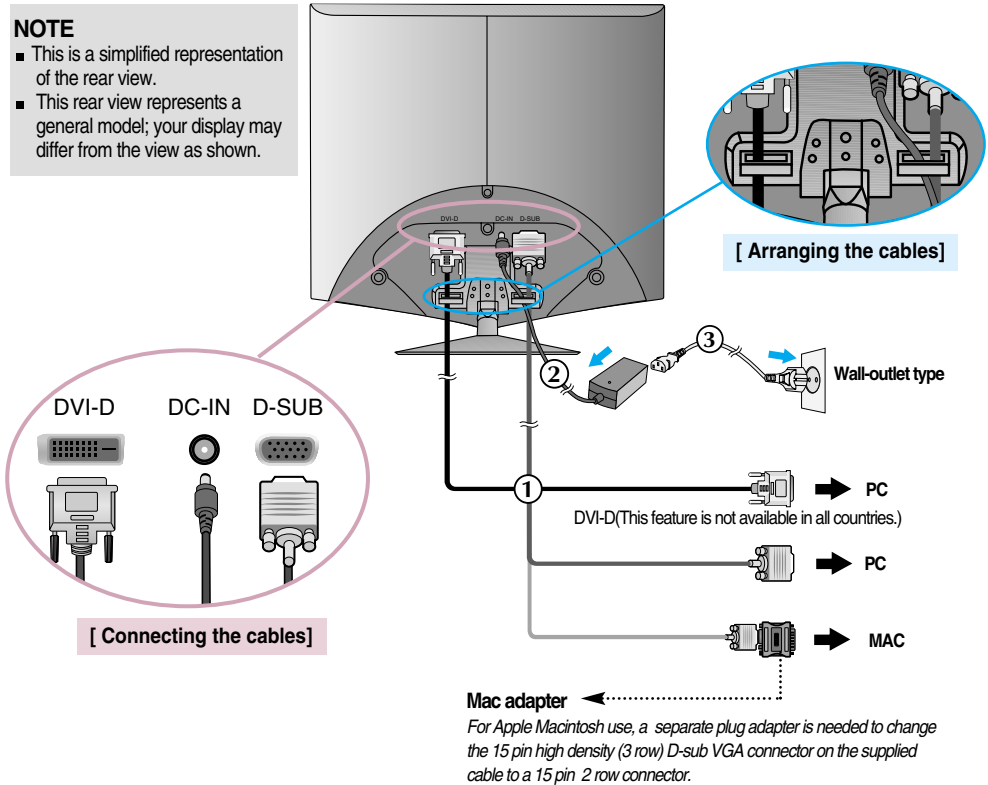 NOTE
■ This is a simplified representation
of the rear view.
■ This rear view represents a
general model; your display may
differ from the view as shown.
DVI-D DC-IN D-SUB
[ Arranging the cables]
2
3
Wall-outlet type
DVI-D DC-IN D-SUB
1
PC
DVI-D(This feature is not available in all countries.)
PC
[ Connecting the cables]
MAC
Mac adapter
For Apple Macintosh use, a separate plug adapter is needed to change
the 15 pin high density (3 row) D-sub VGA connector on the supplied
cable to a 15 pin 2 row connector.